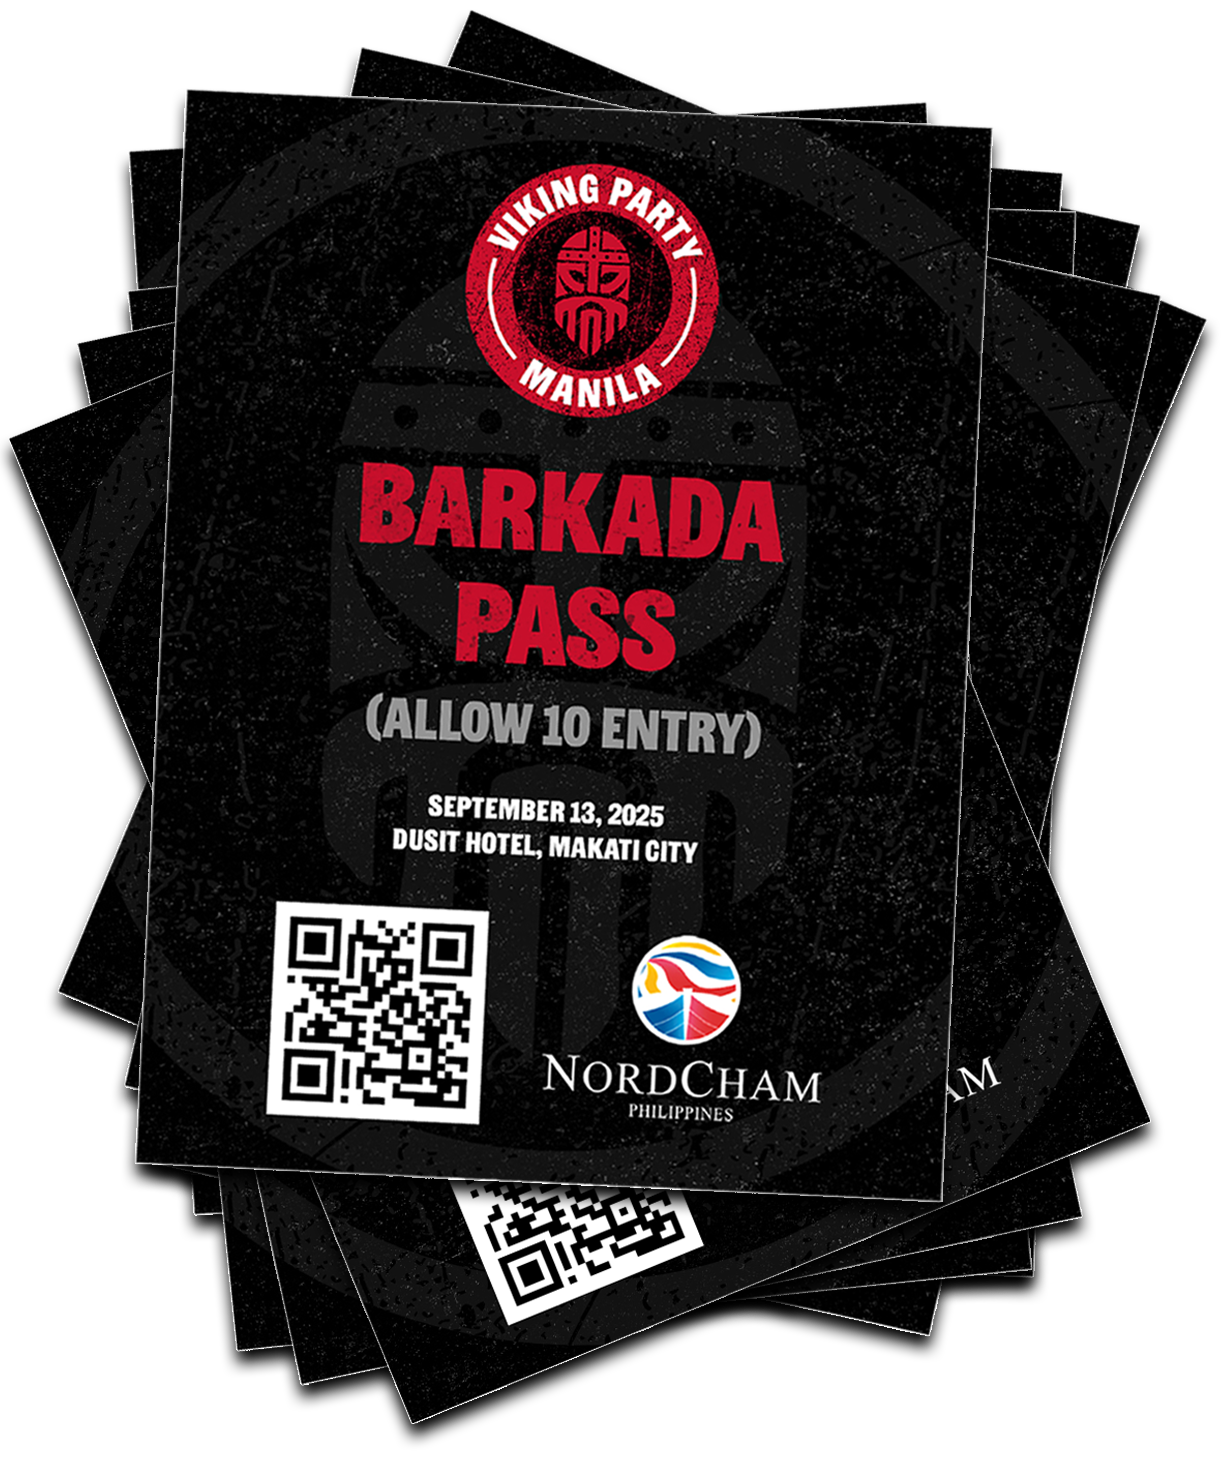 VIKING PARTY
MANILA
BARKADA
PASS
(ALLOW 10 ENTRY)
SEPTEMBER 13, 2025
DUSIT HOTEL, MAKATI CITY
NORDCHAM
PHILIPPINES
AM